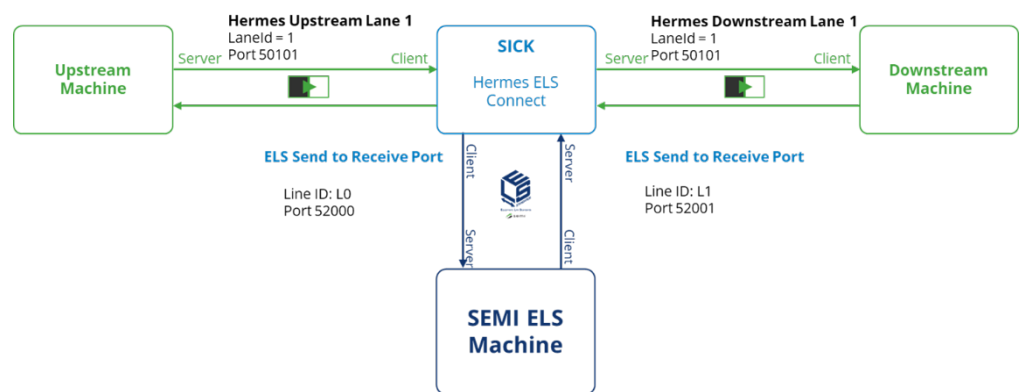 Hermes Upstream Lane 1
LaneId = 1
Port 50101
Server
Client
Upstream
Machine
SICK
Hermes ELS
Connect
Hermes Downstream Lane 1
LaneId = 1
Port 50101
Server
Client
Downstream
Machine
ELS Send to Receive Port
Line ID: L0
Port 52000
Client
Server
ELS
Server
Client
ELS Send to Receive Port
Line ID: L1
Port 52001
SEMI ELS
Machine